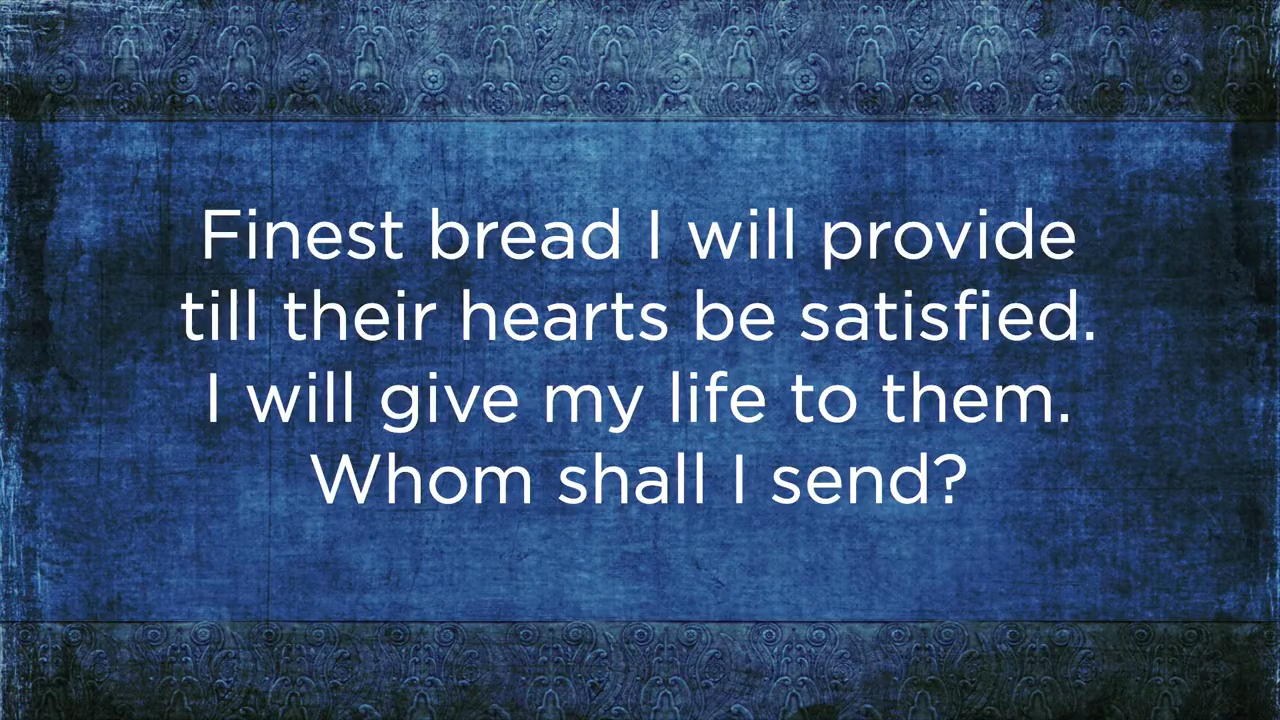 Finest bread I will provide
till their hearts be satisfied.
I will give my life to them.
Whom shall I send?